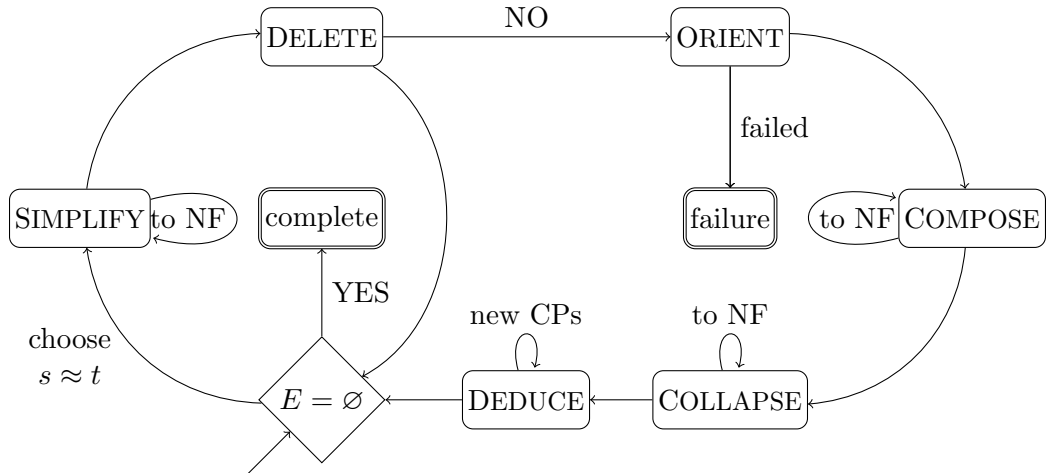 NO
DELETE
ORIENT
failed
SIMPLIFY
to NF
complete
failure
to NF
COMPOSE
YES
new CPs
to NF
choose
s ≈ t
E = ∅
DEDUCE
COLLAPSE